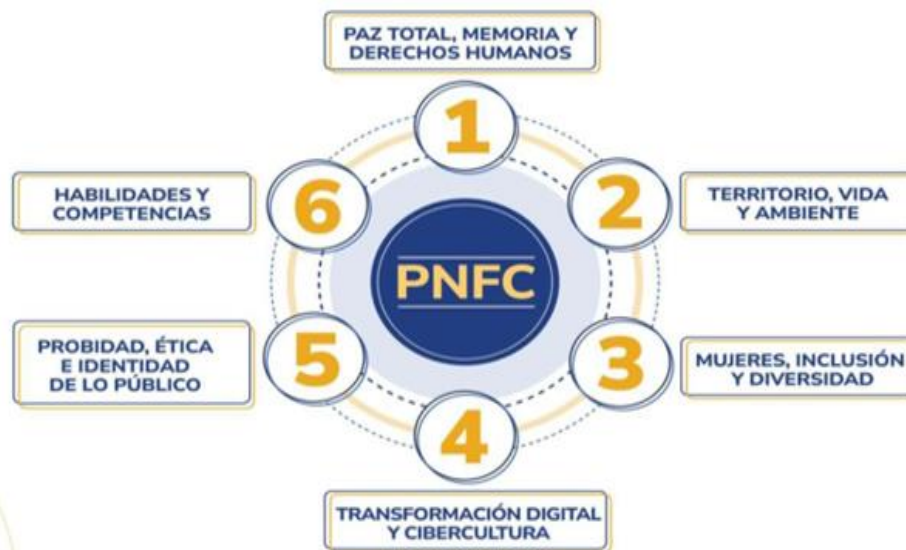 PAZ TOTAL, MEMORIA Y
DERECHOS HUMANOS
1
2
TERRITORIO, VIDA
Y AMBIENTE
3
MUJERES, INCLUSIÓN
Y DIVERSIDAD
4
TRANSFORMACIÓN DIGITAL
Y CIBERCULTURA
5
PROBIDAD, ÉTICA
E IDENTIDAD
DE LO PÚBLICO
6
HABILIDADES Y
COMPETENCIAS
PNFC